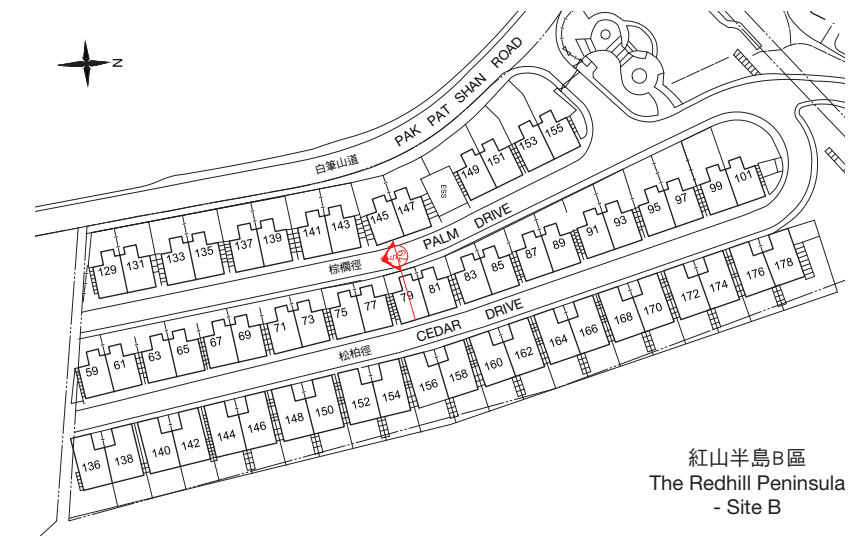 N
PAK PAT SHAN ROAD
白筆山道
153 155
149 151
ESS
145 147
141 143
137 139
133 135
129 131
PALM DRIVE
棕櫚徑
99 101
95 97
91 93
87 89
83 85
79 81
75 77
71 73
67 69
63 65
59 61
CEDAR DRIVE
松柏徑
176 178
172 174
168 170
164 166
160 162
156 158
152 154
148 150
144 146
140 142
136 138
紅山半島B區
The Redhill Peninsula
- Site B